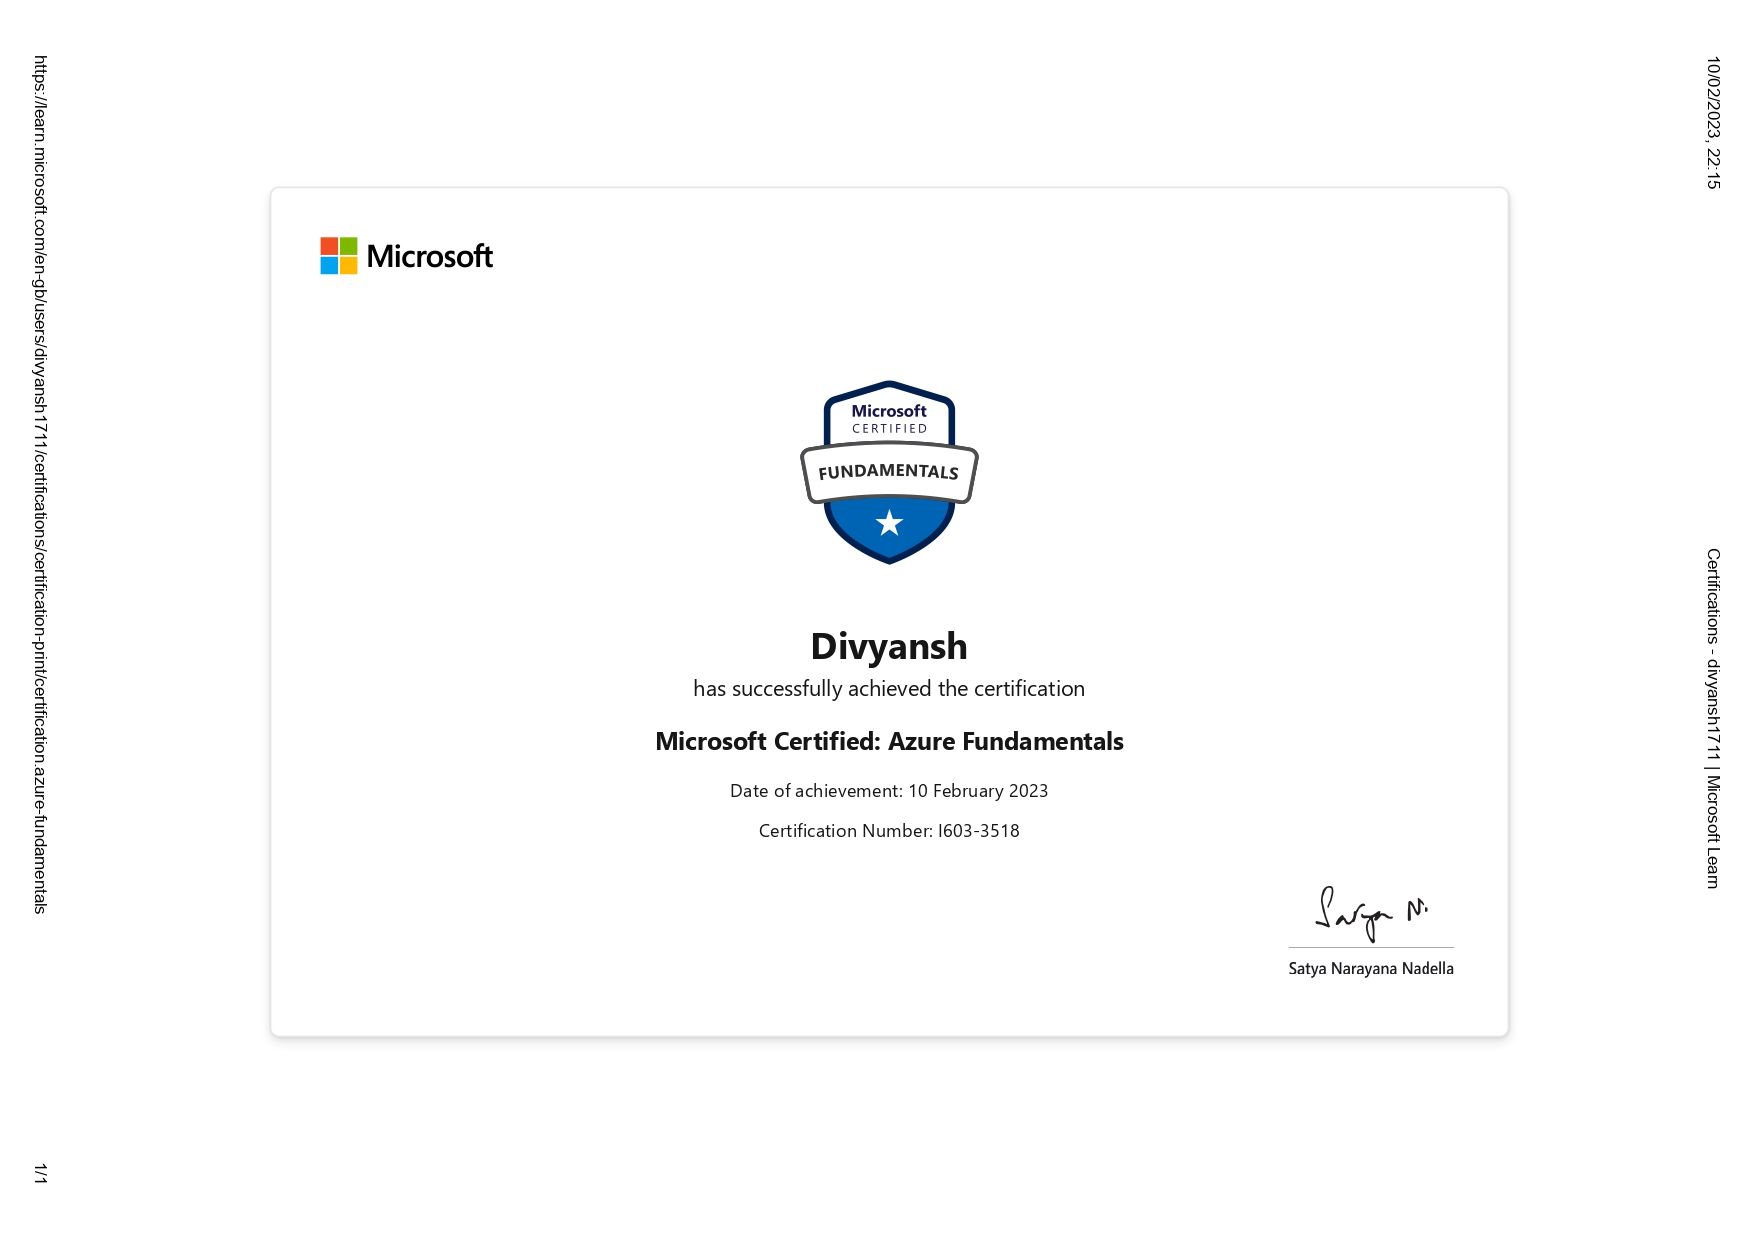 10/02/2023, 22:15
Certifications - divyansh1711 | Microsoft Learn
Microsoft
Microsoft
CERTIFIED
FUNDAMENTALS
Divyansh
has successfully achieved the certification
Microsoft Certified: Azure Fundamentals
Date of achievement: 10 February 2023
Certification Number: I603-3518
Satya N.
Satya Narayana Nadella
https://learn.microsoft.com/en-gb/users/divyansh1711/certifications/certification-print/certification.azure-fundamentals
1/1